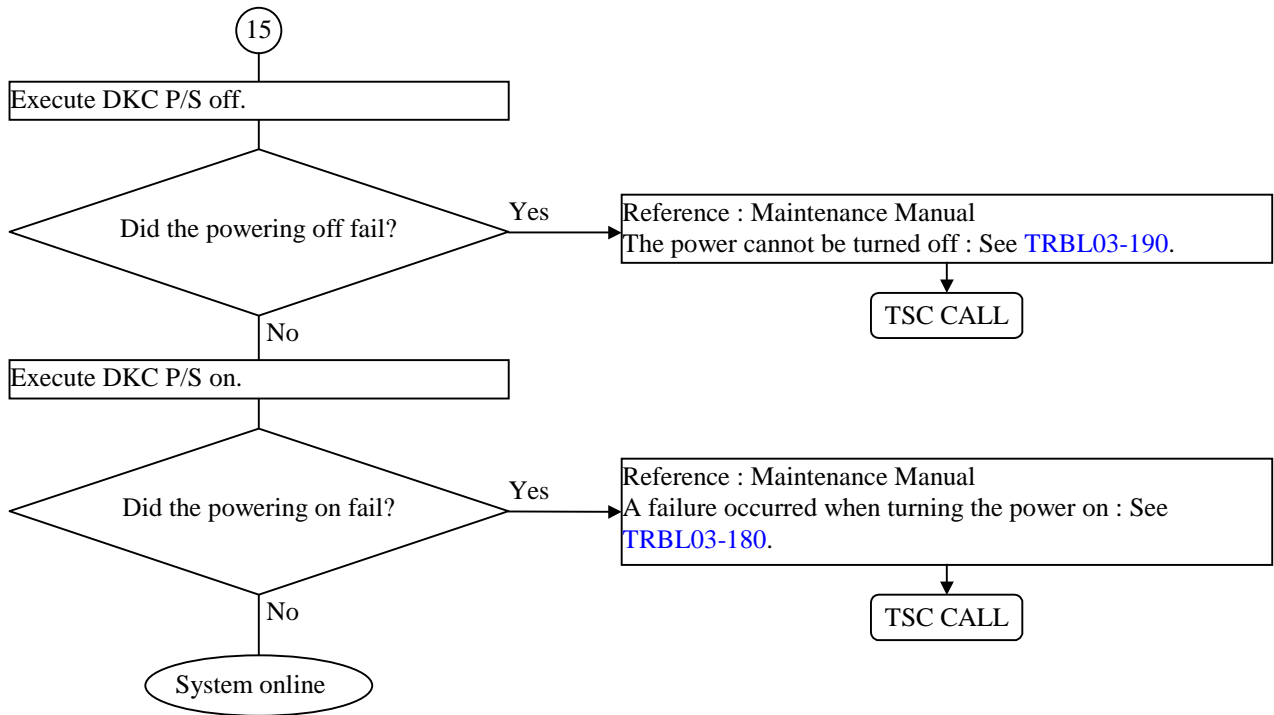 15
Execute DKC P/S off.
Did the powering off fail?
Yes
Reference : Maintenance Manual
The power cannot be turned off : See TRBL03-190.
TSC CALL
No
Execute DKC P/S on.
Did the powering on fail?
Yes
Reference : Maintenance Manual
A failure occurred when turning the power on : See
TRBL03-180.
TSC CALL
No
System online